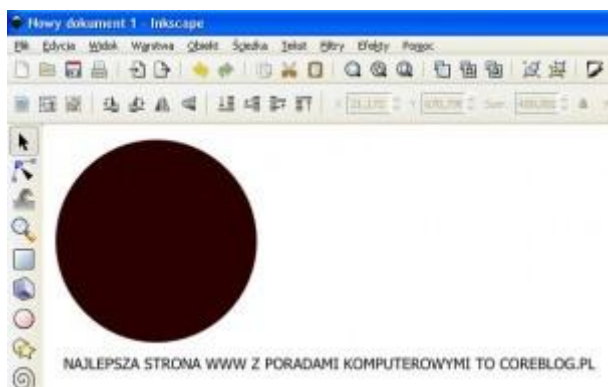 Nowy dokument 1 - Inkscape
Plik Edycja Widok Warstwa Obiekt Ścieżka Tekst Filtry Efekty Pomoc
NAJLEPSZA STRONA WWW Z PORADAMI KOMPUTEROWYMI TO COREBLOG.PL